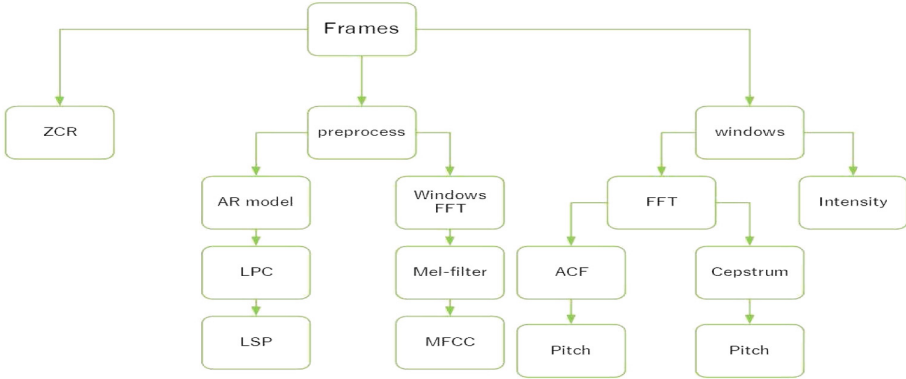 Frames
ZCR
preprocess
windows
AR model
Windows
FFT
FFT
Intensity
LPC
Mel-filter
ACF
Cepstrum
LSP
MFCC
Pitch
Pitch